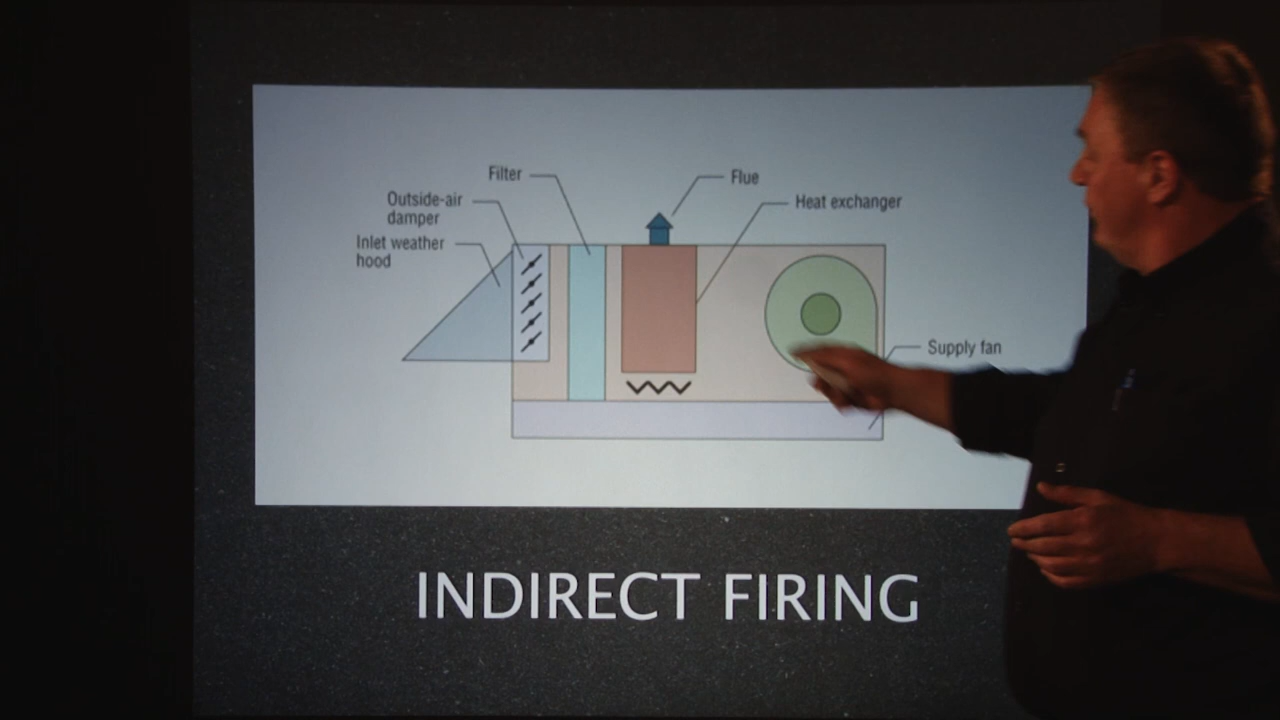 Filter
Flue
Outside-air
damper
Heat exchanger
Inlet weather
hood
Supply fan
INDIRECT FIRING